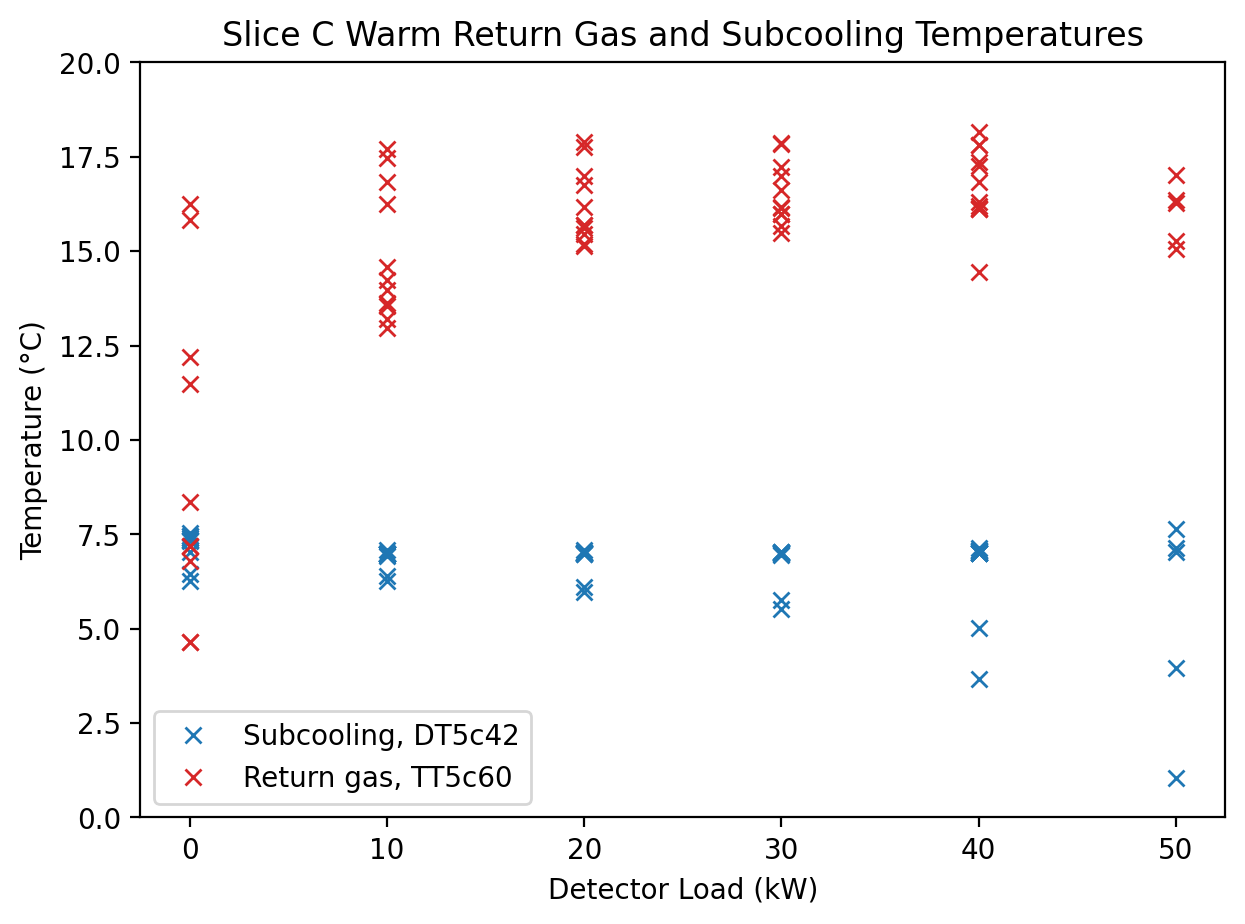 Slice C Warm Return Gas and Subcooling Temperatures
20.0
17.5
15.0
12.5
10.0
7.5
5.0
2.5
0.0
Temperature (°C)
Subcooling, DT5c42
Return gas, TT5c60
0 10 20 30 40 50
Detector Load (kW)